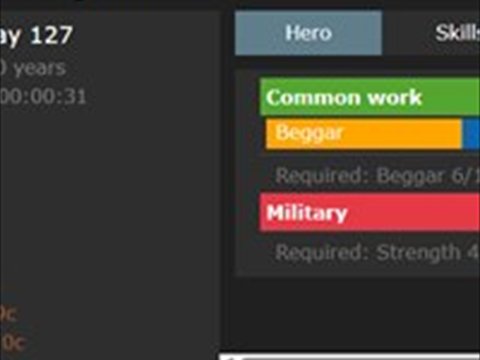 ay 127
0 years
00:00:31
0c
0c
Hero
Skills
Common work
Beggar
Required: Beggar 6/1
Military
Required: Strength 4